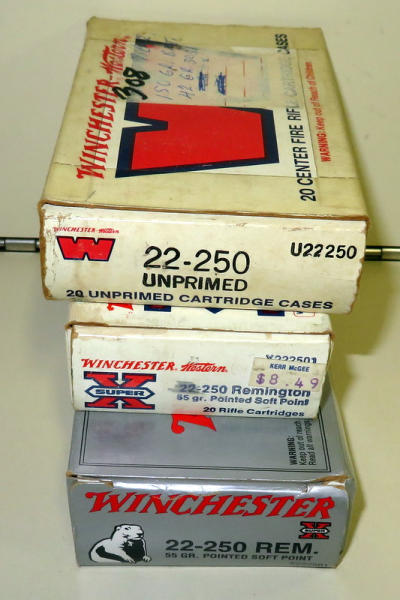 WINCHESTER-Western
308
20 CENTER FIRE RIFLE CARTRIDGE CASES
WARNING: Keep out of Reach of Children
WINCHESTER-Western
W
22-250
U22250
UNPRIMED
20 UNPRIMED CARTRIDGE CASES
WINCHESTER Western
X222501
KERR McGEE
$8.49
SUPER
X
22-250 Remington
55 gr. Pointed Soft Point
20 Rifle Cartridges
WARNING:
Keep out of reach
WINCHESTER
SUPER
X
22-250 REM.
55 GR. POINTED SOFT POINT